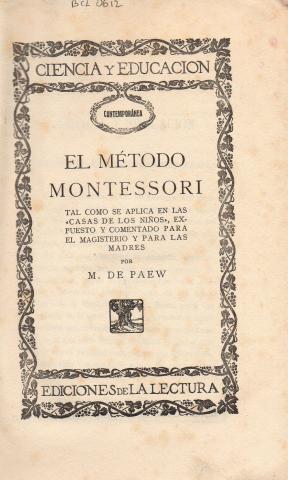 BCL 0612
CIENCIA Y EDUCACION
CONTEMPORÁNEA
EL MÉTODO
MONTESSORI
TAL COMO SE APLICA EN LAS
«CASAS DE LOS NIÑOS», EX-
PUESTO Y COMENTADO PARA
EL MAGISTERIO Y PARA LAS
MADRES
POR
M. DE PAEW
EDICIONES DE LA LECTURA